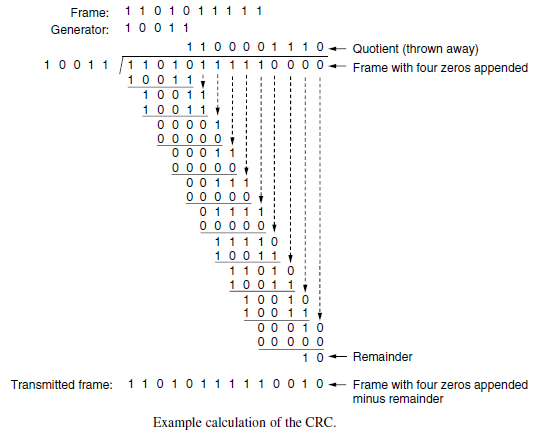 Frame: 1 1 0 1 0 1 1 1 1 1
Generator: 1 0 0 1 1
1 1 0 0 0 0 1 1 1 0 Quotient (thrown away)
1 0 0 1 1 1 1 0 1 0 1 1 1 1 1 0 0 0 0 Frame with four zeros appended
1 0 0 1 1
1 0 0 1 1
1 0 0 1 1
0 0 0 0 1
0 0 0 0 0
0 0 0 1 1
0 0 0 0 0
0 0 1 1 1
0 0 0 0 0
0 1 1 1 1
0 0 0 0 0
1 1 1 1 0
1 0 0 1 1
1 1 0 1 0
1 0 0 1 1
1 0 0 1 0
1 0 0 1 1
0 0 0 1 0
0 0 0 0 0
1 0 Remainder
Transmitted frame: 1 1 0 1 0 1 1 1 1 1 0 0 1 0 Frame with four zeros appended
minus remainder
Example calculation of the CRC.